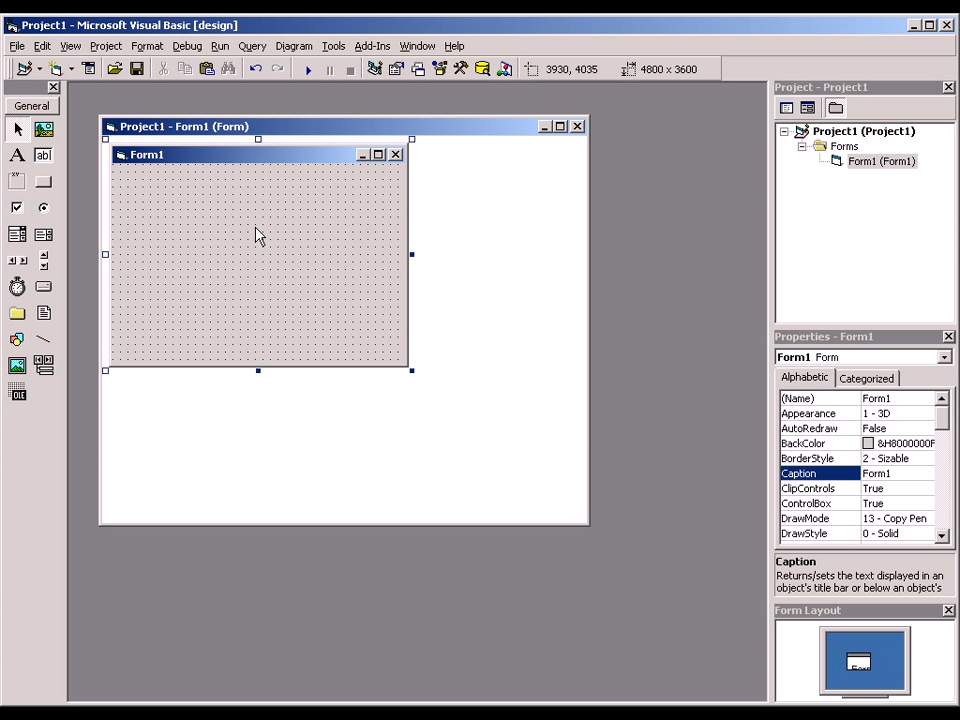 Project1 - Microsoft Visual Basic [design]
File Edit View Project Format Debug Run Query Diagram Tools Add-Ins Window Help
3930, 4035 4800 x 3600
General
A ab|
xy
OLE
Project1 - Form1 (Form)
Form1
Project - Project1
Project1 (Project1)
Forms
Form1 (Form1)
Properties - Form1
Form1 Form
Alphabetic Categorized
(Name) Form1
Appearance 1 - 3D
AutoRedraw False
BackColor &H8000000F
BorderStyle 2 - Sizable
Caption Form1
ClipControls True
ControlBox True
DrawMode 13 - Copy Pen
DrawStyle 0 - Solid
Caption
Returns/sets the text displayed in an
object's title bar or below an object's
Form Layout